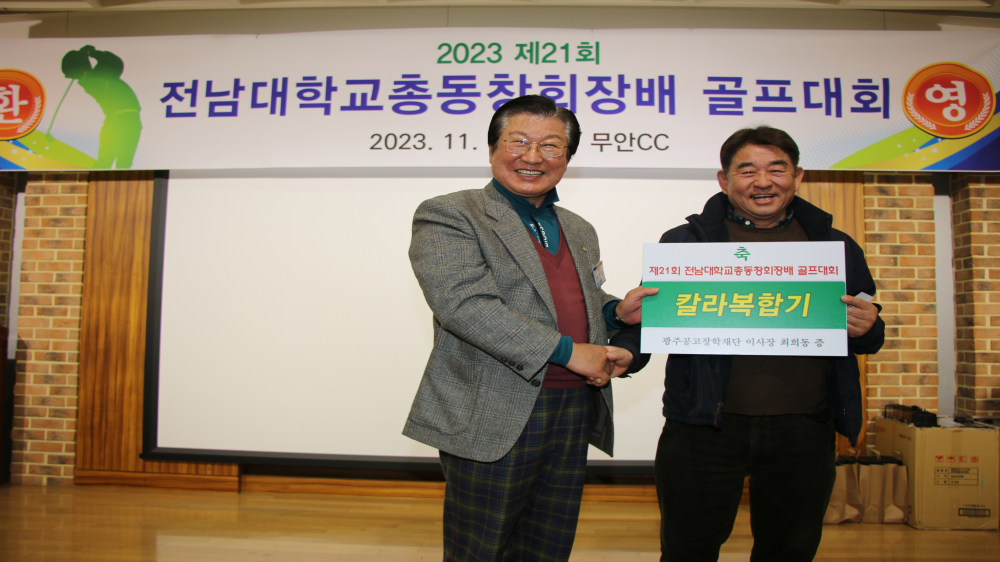 2023 제21회
전남대학교총동창회장배 골프대회
환
영
2023. 11. 무안CC
축
제21회 전남대학교총동창회장배 골프대회
칼라복합기
광주공고장학재단 이사장 최희동 증